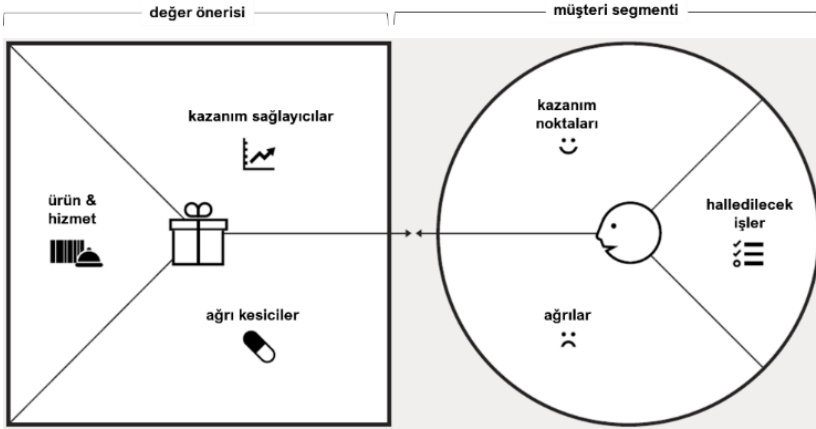 değer önerisi
müşteri segmenti
kazanım sağlayıcılar
ürün &
hizmet
ağrı kesiciler
kazanım
noktaları
halledilecek
işler
ağrılar